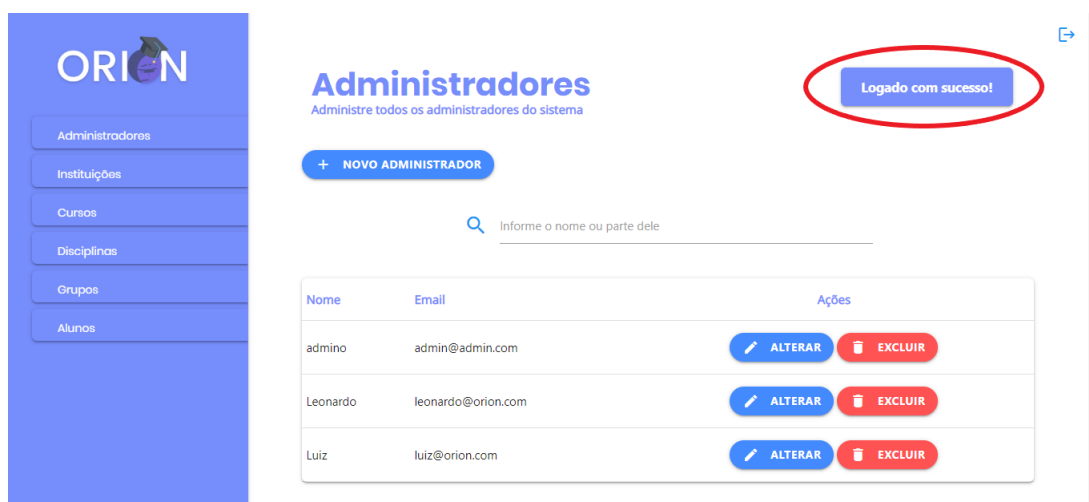 ORION
Administradores
Administre todos os administradores do sistema
Logado com sucesso!
Administradores
Instituições
Cursos
Disciplinas
Grupos
Alunos
+ NOVO ADMINISTRADOR
Informe o nome ou parte dele
Nome Email Ações
admino admin@admin.com ALTERAR EXCLUIR
Leonardo leonardo@orion.com ALTERAR EXCLUIR
Luiz luiz@orion.com ALTERAR EXCLUIR